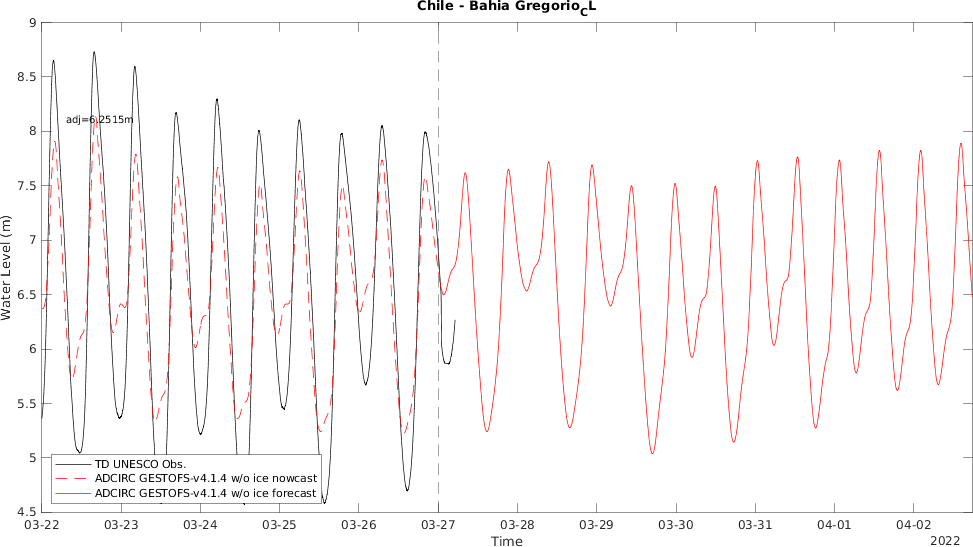 Chile - Bahia Gregorio_CL
Water Level (m)
9
8.5
8
7.5
7
6.5
6
5.5
5
4.5
adj=6.2515m
TD UNESCO Obs.
ADCIRC GESTOFS-v4.1.4 w/o ice nowcast
ADCIRC GESTOFS-v4.1.4 w/o ice forecast
03-22 03-23 03-24 03-25 03-26 03-27 03-28 03-29 03-30 03-31 04-01 04-02
Time
2022